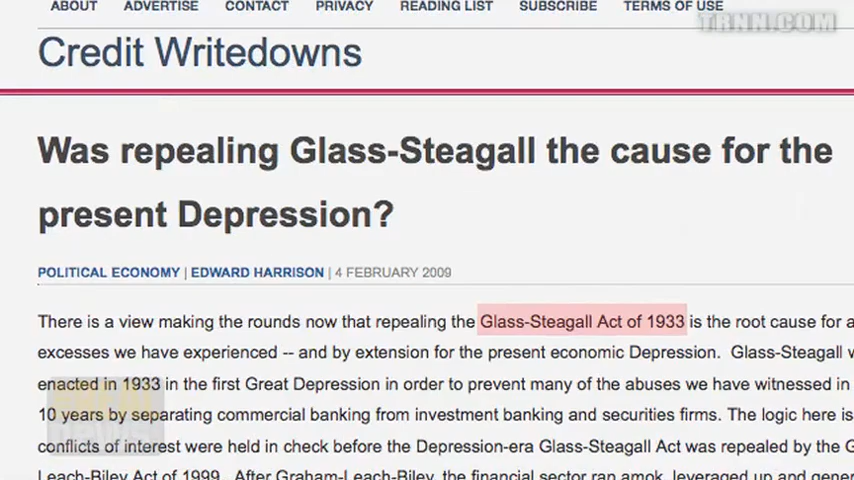 ABOUT ADVERTISE CONTACT PRIVACY READING LIST SUBSCRIBE TERMS OF USE
TRNN.COM
Credit Writedowns
Was repealing Glass-Steagall the cause for the
present Depression?
POLITICAL ECONOMY | EDWARD HARRISON | 4 FEBRUARY 2009
There is a view making the rounds now that repealing the Glass-Steagall Act of 1933 is the root cause for a
excesses we have experienced -- and by extension for the present economic Depression. Glass-Steagall w
enacted in 1933 in the first Great Depression in order to prevent many of the abuses we have witnessed in
10 years by separating commercial banking from investment banking and securities firms. The logic here is
conflicts of interest were held in check before the Depression-era Glass-Steagall Act was repealed by the G
Leach-Bliley Act of 1999. After Graham-Leach-Bliley, the financial sector ran amok, leveraged up and gener
news